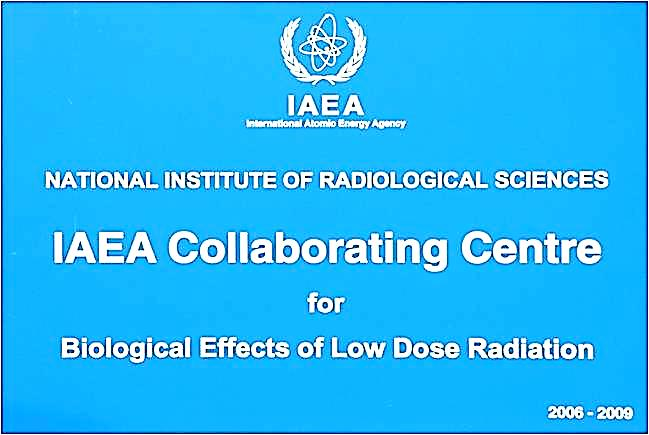 IAEA
International Atomic Energy Agency
NATIONAL INSTITUTE OF RADIOLOGICAL SCIENCES
IAEA Collaborating Centre
for
Biological Effects of Low Dose Radiation
2006 - 2009